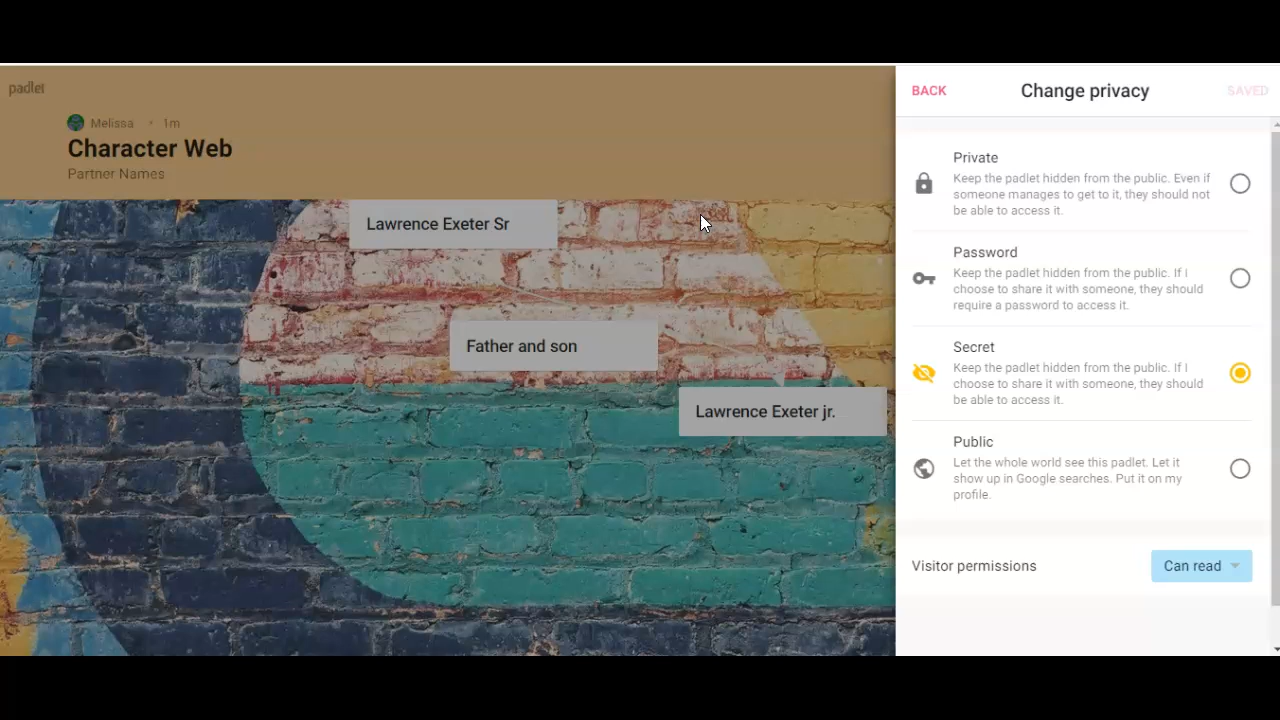 padlet
Melissa • 1m
Character Web
Partner Names
Lawrence Exeter Sr
Father and son
Lawrence Exeter jr.
BACK
Change privacy
SAVED
Private
Keep the padlet hidden from the public. Even if
someone manages to get to it, they should not
be able to access it.
Password
Keep the padlet hidden from the public. If I
choose to share it with someone, they should
require a password to access it.
Secret
Keep the padlet hidden from the public. If I
choose to share it with someone, they should
be able to access it.
Public
Let the whole world see this padlet. Let it
show up in Google searches. Put it on my
profile.
Visitor permissions
Can read